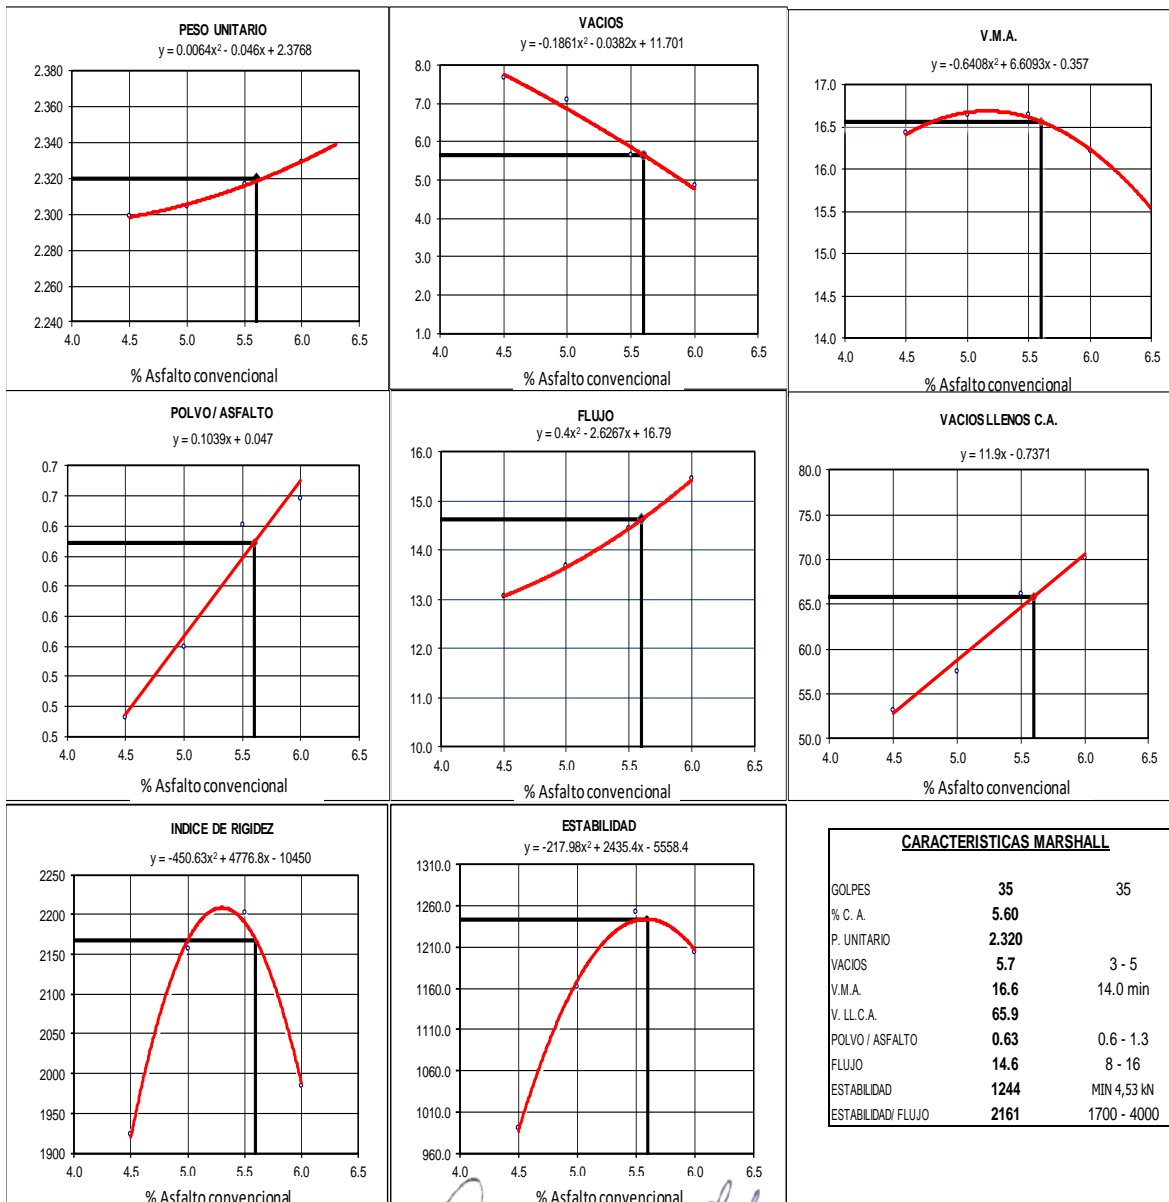 PESO UNITARIO
y = 0.0064x² - 0.046x + 2.3768
2.380
2.360
2.340
2.320
2.300
2.280
2.260
2.240
4.0 4.5 5.0 5.5 6.0 6.5
% Asfalto convencional
VACIOS
y = -0.1861x² - 0.0382x + 11.701
8.0
7.0
6.0
5.0
4.0
3.0
2.0
1.0
4.0 4.5 5.0 5.5 6.0 6.5
% Asfalto convencional
V.M.A.
y = -0.6408x² + 6.6093x - 0.357
17.0
16.5
16.0
15.5
15.0
14.5
14.0
4.0 4.5 5.0 5.5 6.0 6.5
% Asfalto convencional
POLVO / ASFALTO
y = 0.1039x + 0.047
0.7
0.7
0.6
0.6
0.6
0.6
0.6
0.5
0.5
0.5
4.0 4.5 5.0 5.5 6.0 6.5
% Asfalto convencional
FLUJO
y = 0.4x² - 2.6267x + 16.79
16.0
15.0
14.0
13.0
12.0
11.0
10.0
4.0 4.5 5.0 5.5 6.0 6.5
% Asfalto convencional
VACIOS LLENOS C.A.
y = 11.9x - 0.7371
80.0
75.0
70.0
65.0
60.0
55.0
50.0
4.0 4.5 5.0 5.5 6.0 6.5
% Asfalto convencional
INDICE DE RIGIDEZ
y = -450.63x² + 4776.8x - 10450
2250
2200
2150
2100
2050
2000
1950
1900
4.0 4.5 5.0 5.5 6.0 6.5
% Asfalto convencional
ESTABILIDAD
y = -217.98x² + 2435.4x - 5558.4
1310.0
1260.0
1210.0
1160.0
1110.0
1060.0
1010.0
960.0
4.0 4.5 5.0 5.5 6.0 6.5
% Asfalto convencional
CARACTERISTICAS MARSHALL
GOLPES 35 35
% C. A. 5.60
P. UNITARIO 2.320
VACIOS 5.7 3 - 5
V.M.A. 16.6 14.0 min
V. LL.C.A. 65.9
POLVO / ASFALTO 0.63 0.6 - 1.3
FLUJO 14.6 8 - 16
ESTABILIDAD 1244 MIN 4,53 kN
ESTABILIDAD/ FLUJO 2161 1700 - 4000